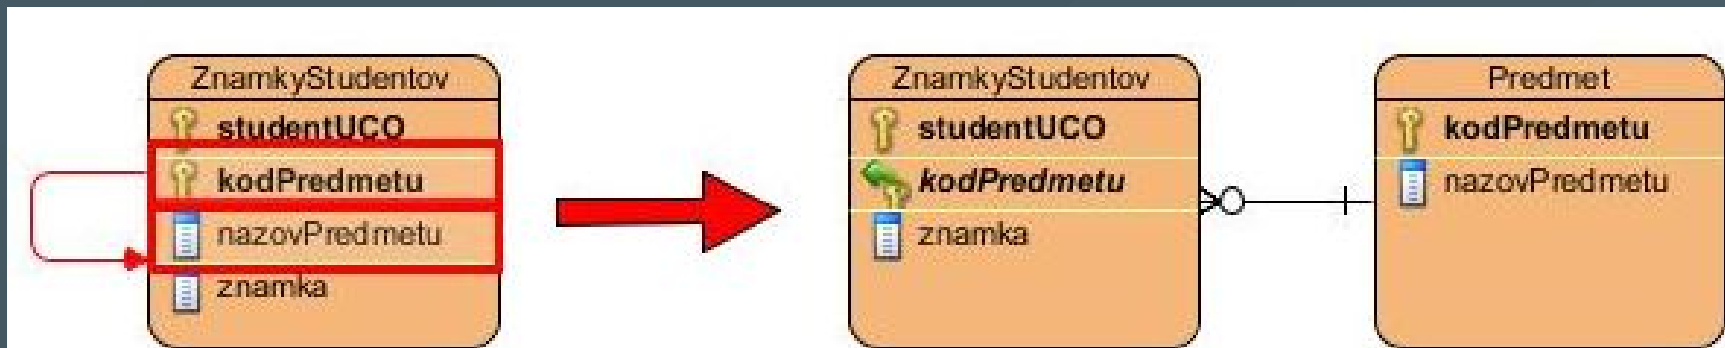 ZnamkyStudentov
studentUCO
kodPredmetu
nazovPredmetu
znamka
ZnamkyStudentov
studentUCO
kodPredmetu
znamka
Predmet
kodPredmetu
nazovPredmetu